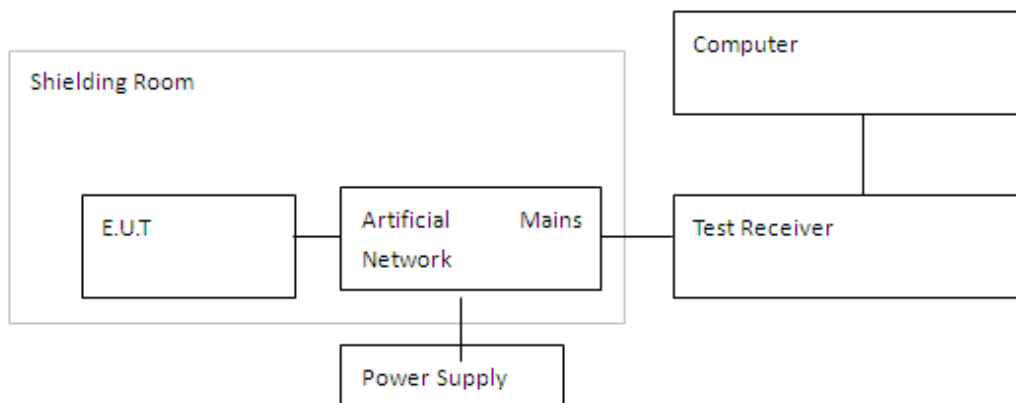 Computer
Shielding Room
E.U.T
Artificial Mains
Network
Test Receiver
Power Supply